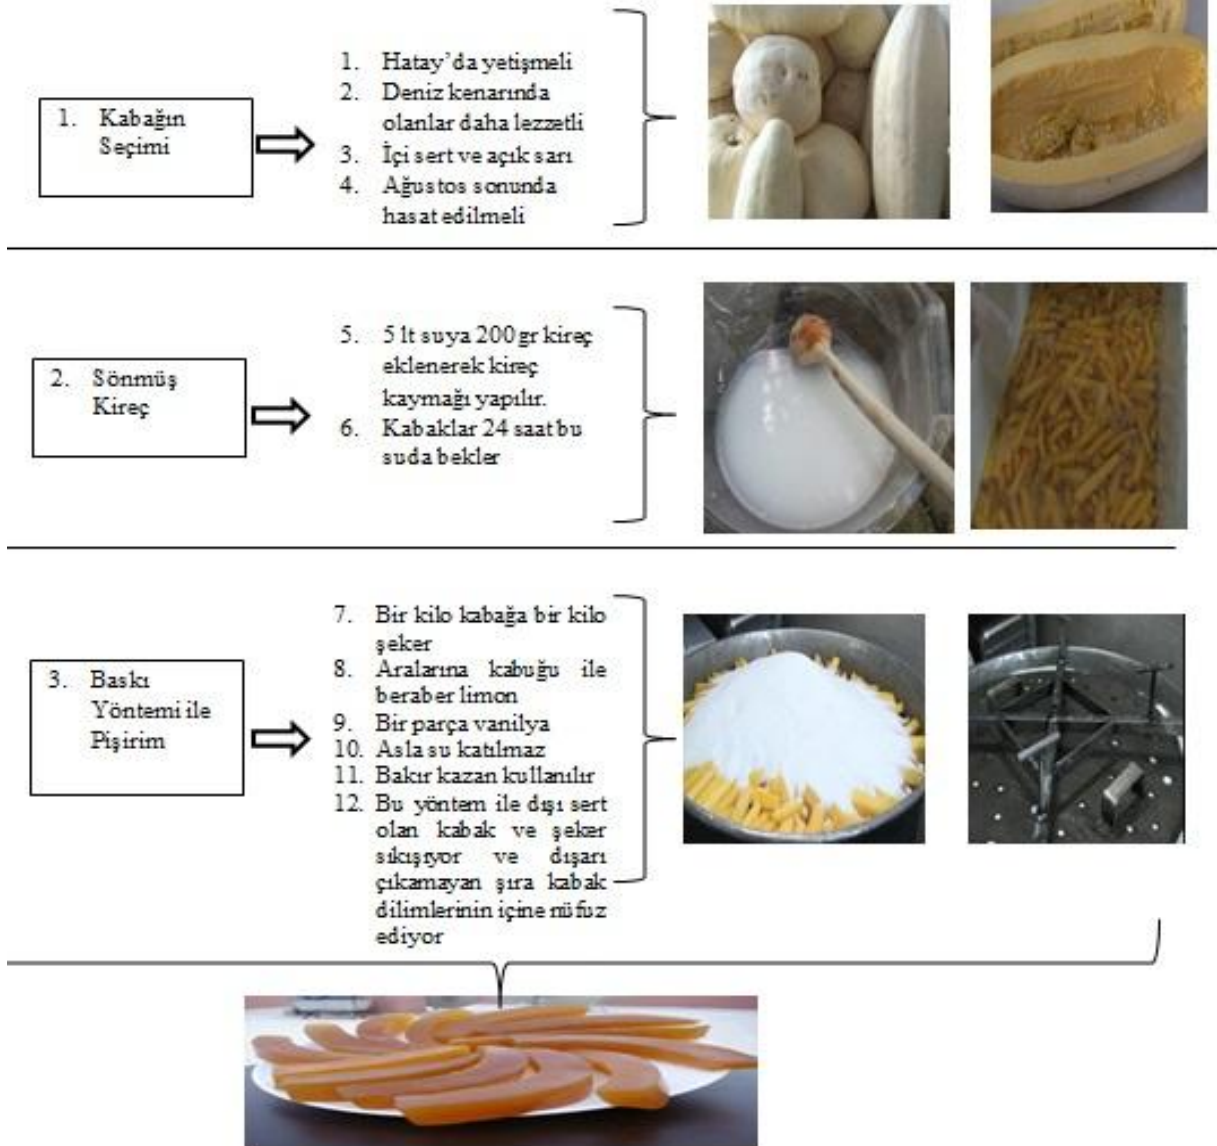 1. Kabağın
Seçimi
1. Hatay'da yetişmeli
2. Deniz kenarında
olanlar daha lezzetli
3. İçi sert ve açık sarı
4. Ağustos sonunda
hasat edilmeli
2. Sönmüş
Kireç
5. 5 lt suya 200 gr kireç
eklenerek kireç
kaymağı yapılır.
6. Kabaklar 24 saat bu
suda bekler
3. Baskı
Yöntemi ile
Pişirim
7. Bir kilo kabağa bir kilo
şeker
8. Aralarına kabuğu ile
beraber limon
9. Bir parça vanilya
10. Asla su katılmaz
11. Bakır kazan kullanılır
12. Bu yöntem ile dışı sert
olan kabak ve şeker
sıkışıyor ve dışarı
çıkamayan şıra kabak
dilimlerinin içine nüfuz
ediyor